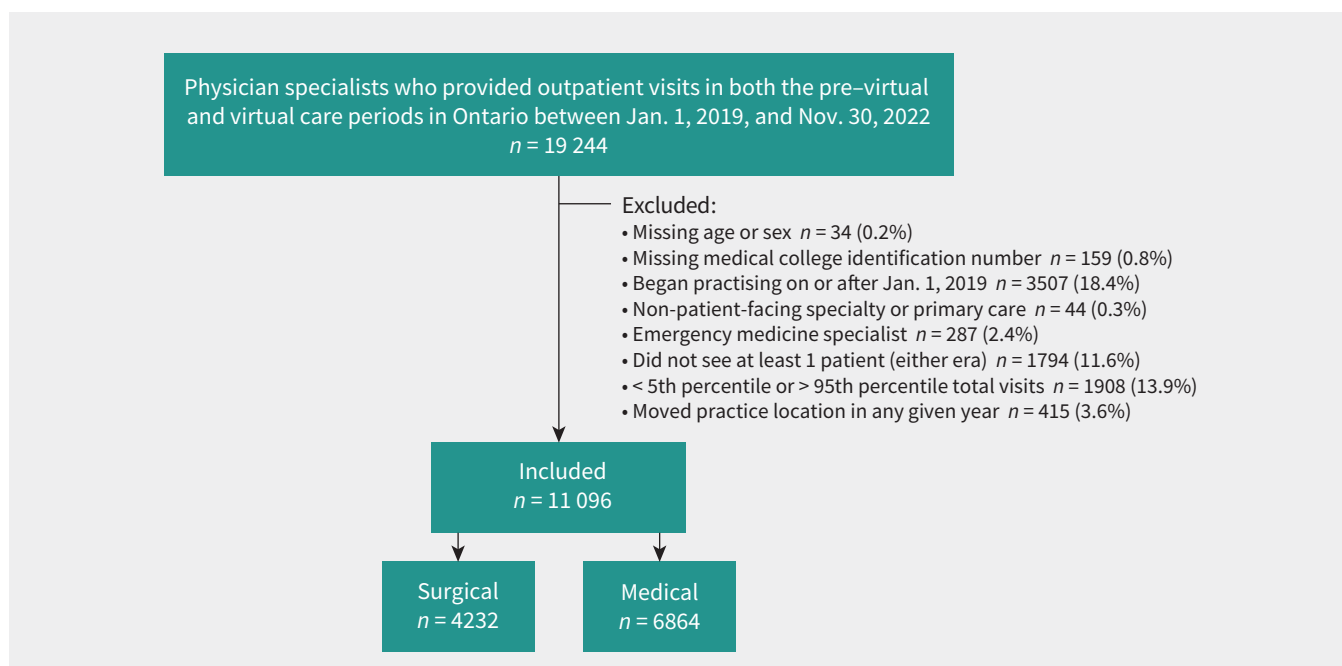 Physician specialists who provided outpatient visits in both the pre–virtual
and virtual care periods in Ontario between Jan. 1, 2019, and Nov. 30, 2022
n = 19 244
Excluded:
• Missing age or sex n = 34 (0.2%)
• Missing medical college identification number n = 159 (0.8%)
• Began practising on or after Jan. 1, 2019 n = 3507 (18.4%)
• Non-patient-facing specialty or primary care n = 44 (0.3%)
• Emergency medicine specialist n = 287 (2.4%)
• Did not see at least 1 patient (either era) n = 1794 (11.6%)
• < 5th percentile or > 95th percentile total visits n = 1908 (13.9%)
• Moved practice location in any given year n = 415 (3.6%)
Included
n = 11 096
Surgical
n = 4232
Medical
n = 6864